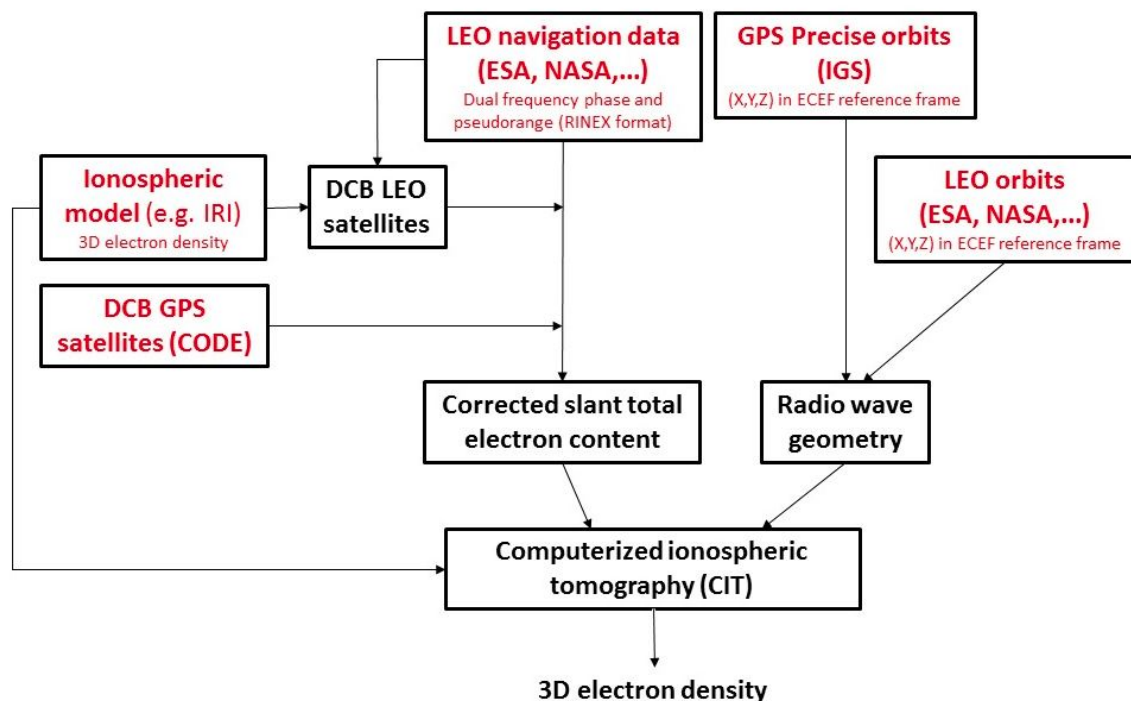 LEO navigation data
(ESA, NASA,...)
Dual frequency phase and
pseudorange (RINEX format)
GPS Precise orbits
(IGS)
(X,Y,Z) in ECEF reference frame
Ionospheric
model (e.g. IRI)
3D electron density
DCB LEO
satellites
LEO orbits
(ESA, NASA,...)
(X,Y,Z) in ECEF reference frame
DCB GPS
satellites (CODE)
Corrected slant total
electron content
Radio wave
geometry
Computerized ionospheric
tomography (CIT)
3D electron density